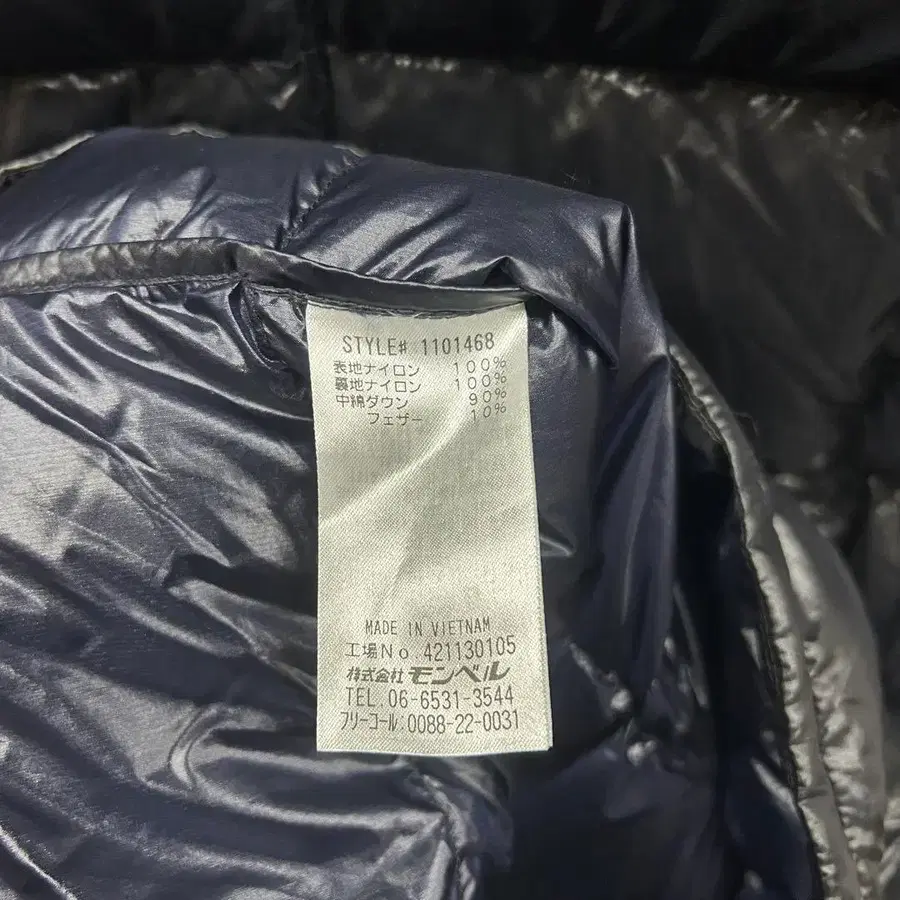 STYLE# 1101468
表地ナイロン 100%
裏地ナイロン 100%
中綿ダウン 90%
フェザー 10%
MADE IN VIETNAM
工場No. 421130105
株式会社 モンベル
TEL. 06-6531-3544
フリーコール:0088-22-0031